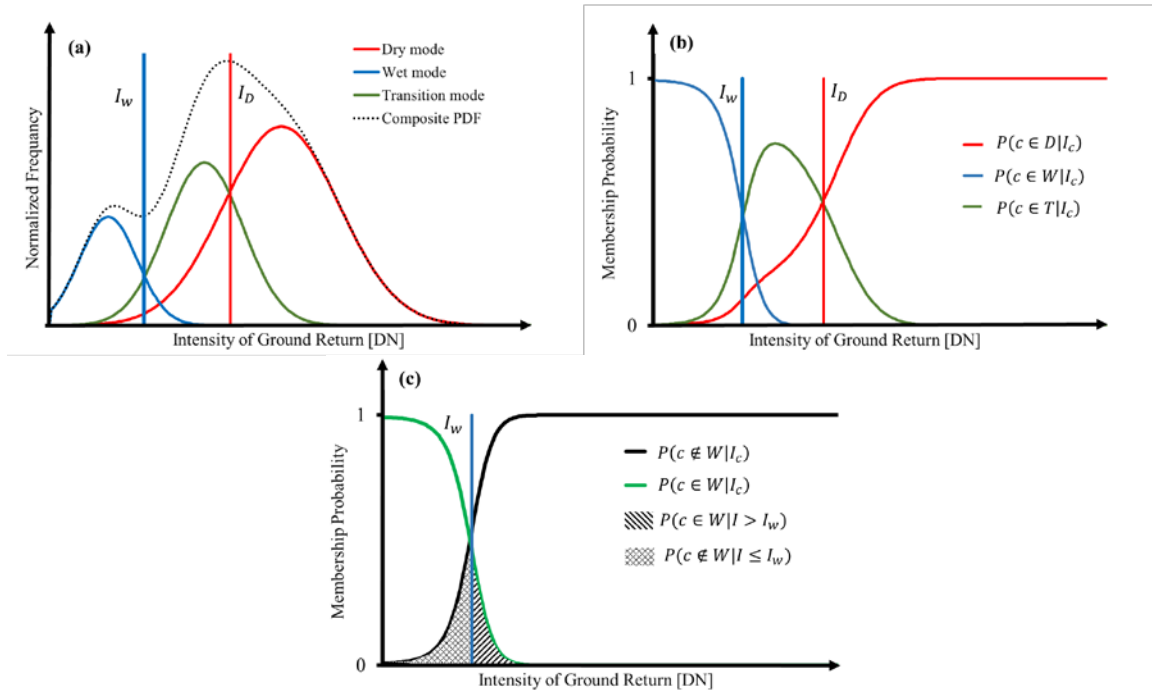 (a)
Dry mode
Wet mode
Transition mode
Composite PDF
I_w
I_D
Normalized Frequancy
Intensity of Ground Return [DN]
(b)
1
I_w
I_D
P(c ∈ D|I_c)
P(c ∈ W|I_c)
P(c ∈ T|I_c)
Membership Probability
0
Intensity of Ground Return [DN]
(c)
1
I_w
P(c ∉ W|I_c)
P(c ∈ W|I_c)
P(c ∈ W|I > I_w)
P(c ∉ W|I ≤ I_w)
Membership Probability
0
Intensity of Ground Return [DN]